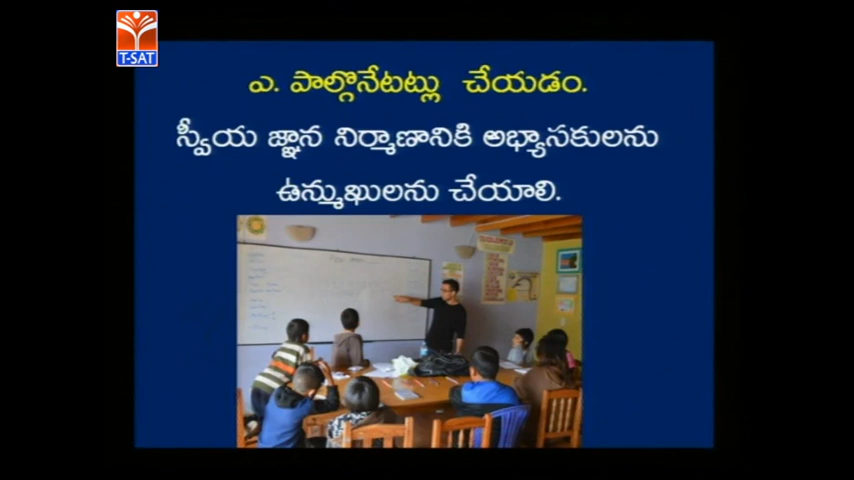 T-SAT
ఎ. పాల్గొనేటట్లు చేయడం.
స్వీయ జ్ఞాన నిర్మాణానికి అభ్యాసకులను
ఉన్ముఖులను చేయాలి.